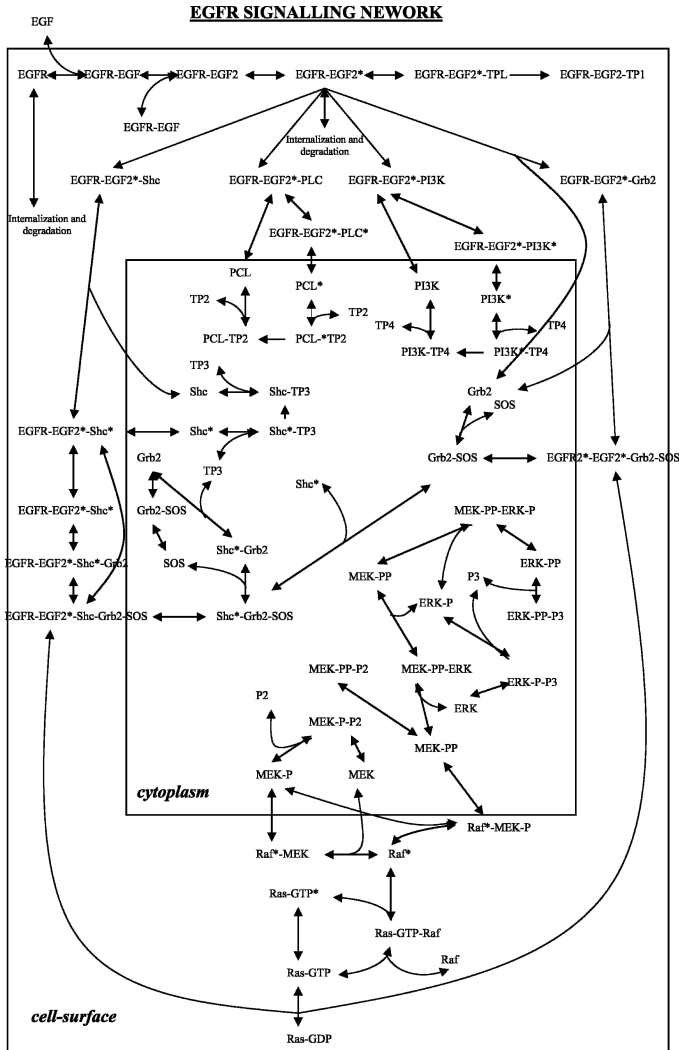 EGFR SIGNALLING NEWORK
EGF
EGFR
EGFR-EGF
EGFR-EGF2
EGFR-EGF2*
EGFR-EGF2*-TPL
EGFR-EGF2-TP1
EGFR-EGF
Internalization and
degradation
EGFR-EGF2*-Shc
EGFR-EGF2*-PLC
EGFR-EGF2*-PI3K
EGFR-EGF2*-Grb2
Internalization and
degradation
EGFR-EGF2*-PLC*
EGFR-EGF2*-PI3K*
PCL
PCL*
PI3K
PI3K*
TP2
TP2
TP4
TP4
PCL-TP2
PCL-*TP2
PI3K-TP4
PI3K*-TP4
TP3
Shc
Shc-TP3
Grb2
SOS
EGFR-EGF2*-Shc*
Shc*
Shc*-TP3
Grb2
TP3
Grb2-SOS
EGFR2*-EGF2*-Grb2-SOS
Shc*
EGFR-EGF2*-Shc*
Grb2-SOS
MEK-PP-ERK-P
Shc*-Grb2
EGFR-EGF2*-Shc*-Grb2
SOS
ERK-PP
MEK-PP
P3
ERK-P
EGFR-EGF2*-Shc-Grb2-SOS
Shc*-Grb2-SOS
ERK-PP-P3
MEK-PP-P2
MEK-PP-ERK
ERK-P-P3
P2
ERK
MEK-P-P2
MEK-PP
MEK-P
MEK
cytoplasm
Raf*-MEK-P
Raf*-MEK
Raf*
Ras-GTP*
Ras-GTP-Raf
Raf
Ras-GTP
cell-surface
Ras-GDP